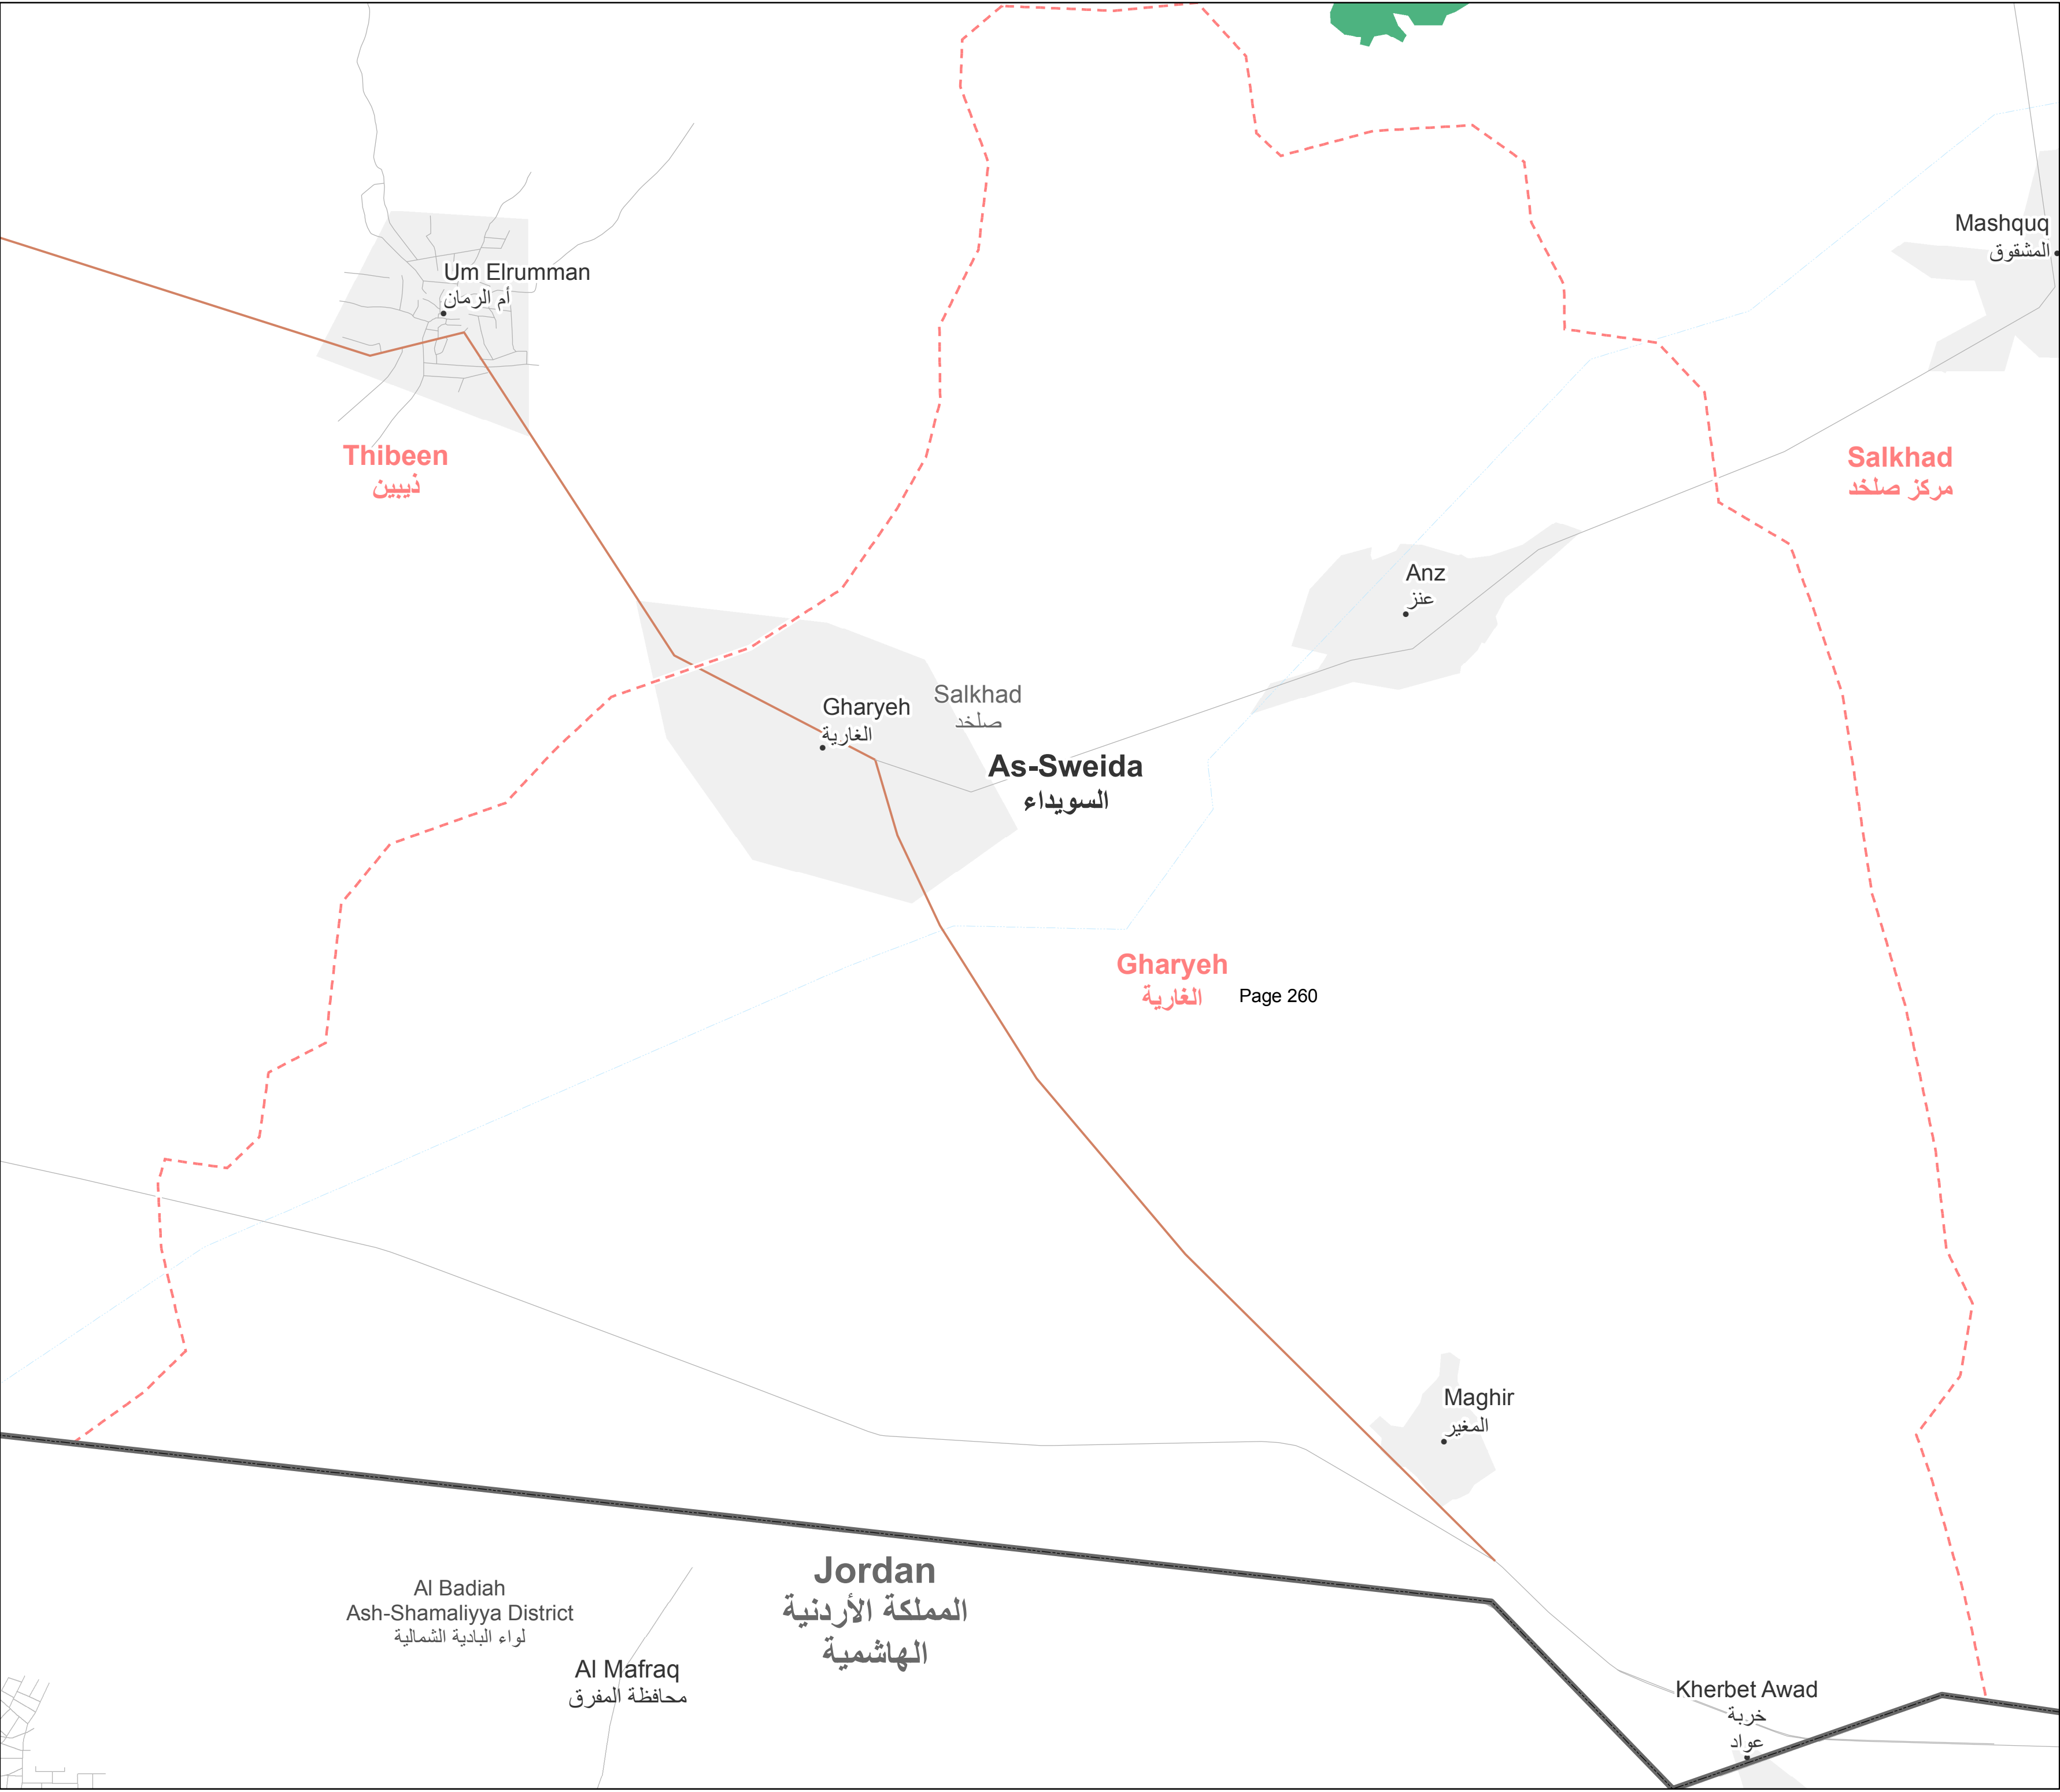 Mashquq
المشقوق
Um Elrumman
أم الرمان
Thibeen
ذيبين
Salkhad
مركز صلخد
Anz
عنز
Salkhad
صلخد
Gharyeh
الغارية
As-Sweida
السويداء
Gharyeh
الغارية
Page 260
Maghir
المغير
Jordan
المملكة الأردنية
الهاشمية
Al Badiah
Ash-Shamaliyya District
لواء البادية الشمالية
Al Mafraq
محافظة المفرق
Kherbet Awad
خربة
عواد